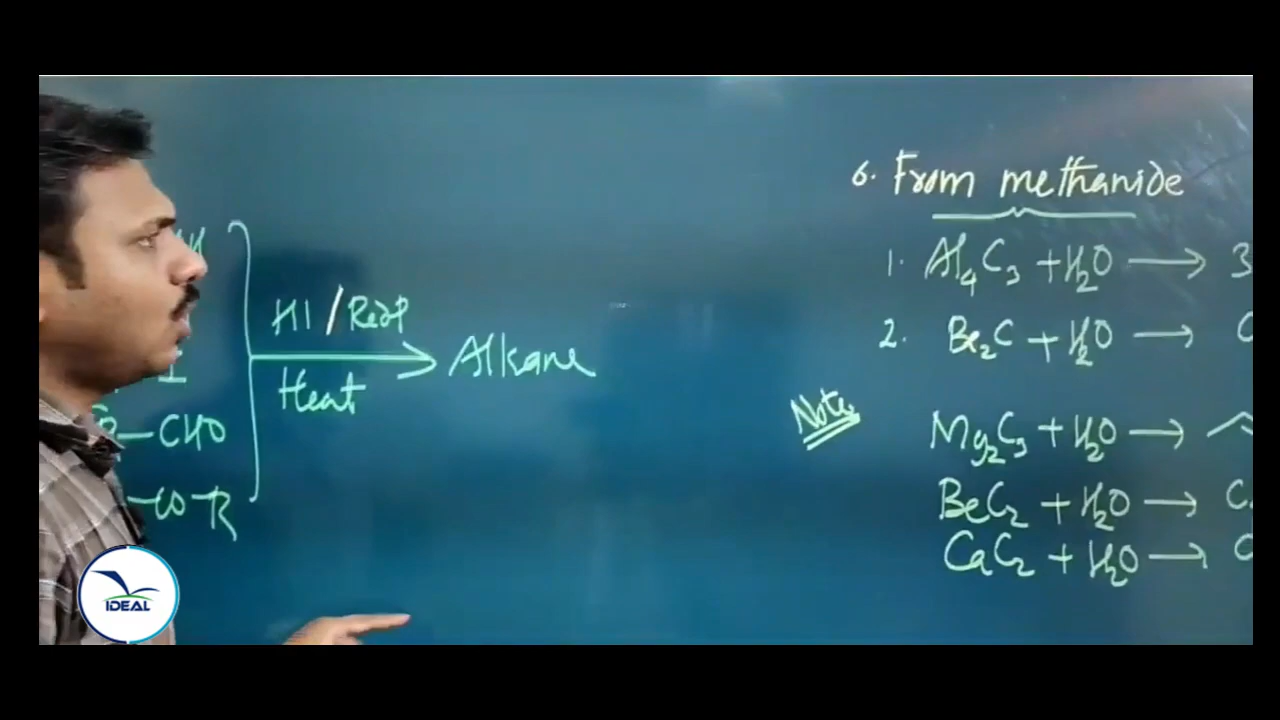 HI / Red P
Heat
Alkane
I
R—CHO
—CO—R
6. From methanide
1. Al₄C₃ + H₂O ⟶ 3
2. Be₂C + H₂O ⟶ C
Note
Mg₂C₃ + H₂O ⟶
BeC₂ + H₂O ⟶ C
CaC₂ + H₂O ⟶ C
IDEAL